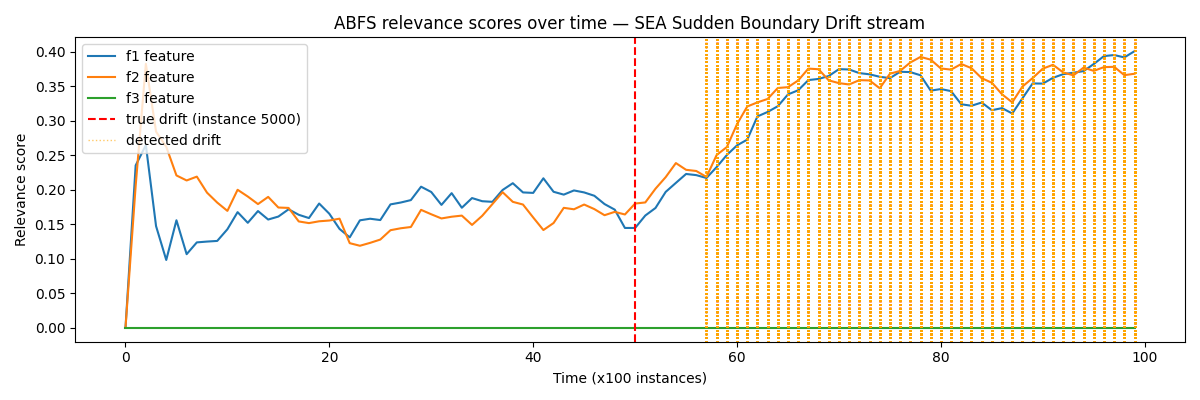 ABFS relevance scores over time — SEA Sudden Boundary Drift stream
0.40
0.35
0.30
0.25
0.20
0.15
0.10
0.05
0.00
Relevance score
f1 feature
f2 feature
f3 feature
true drift (instance 5000)
detected drift
0
20
40
60
80
100
Time (x100 instances)